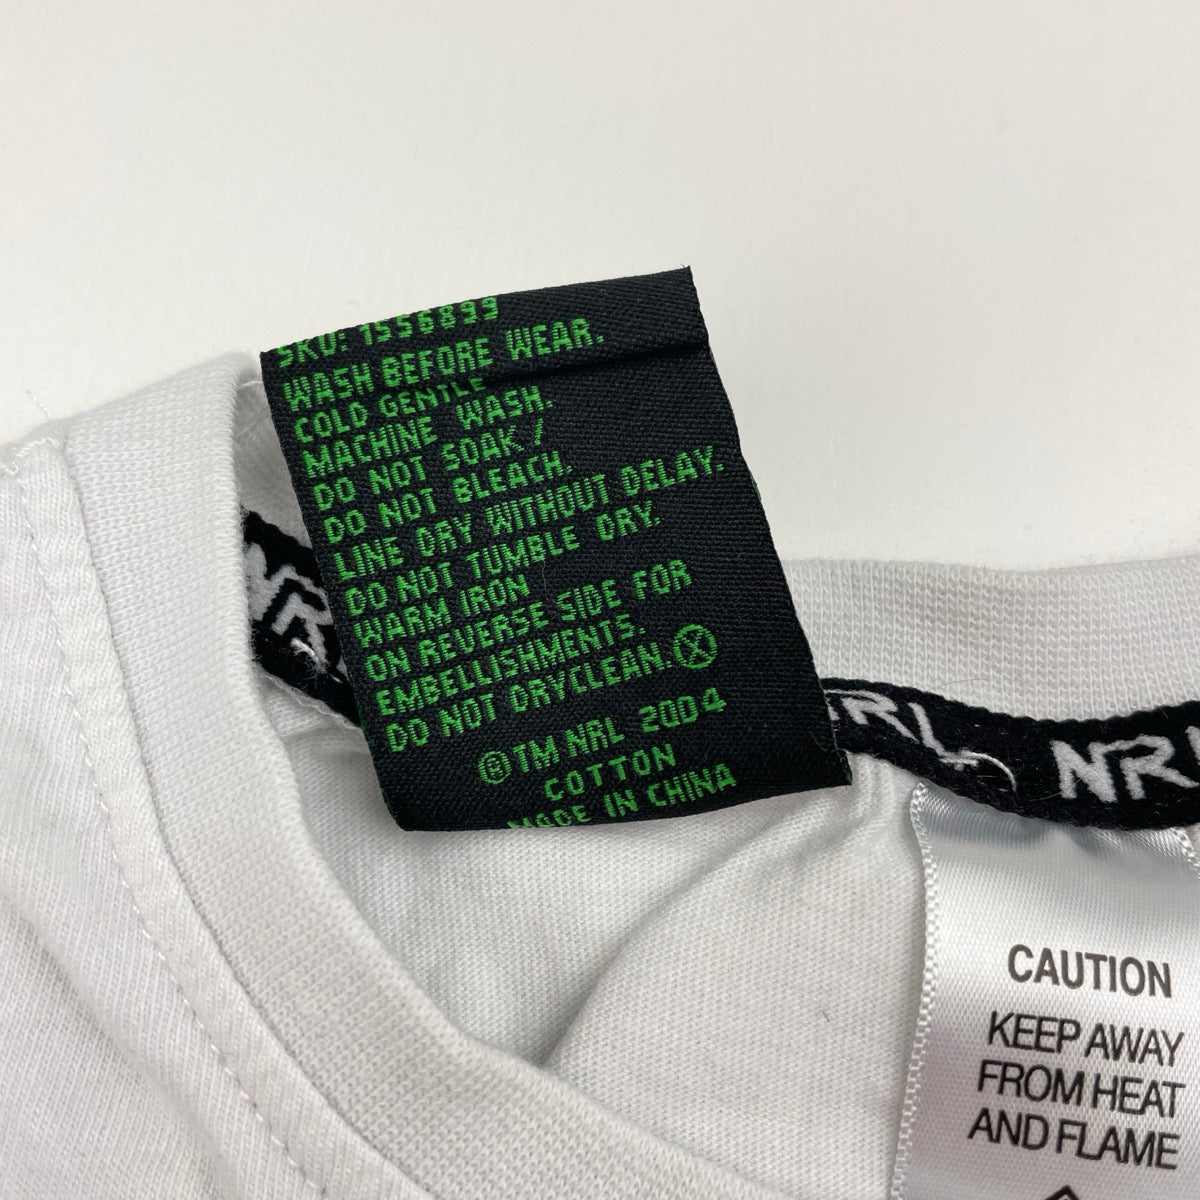 SKU: 1556899
WASH BEFORE WEAR.
COLD GENTLE
MACHINE WASH.
DO NOT SOAK /
DO NOT BLEACH.
LINE DRY WITHOUT DELAY.
DO NOT TUMBLE DRY.
WARM IRON
ON REVERSE SIDE FOR
EMBELLISHMENTS.
DO NOT DRYCLEAN. Ⓧ
®TM NRL 2004
COTTON
MADE IN CHINA
NRL
NRL
NRL
CAUTION
KEEP AWAY
FROM HEAT
AND FLAME